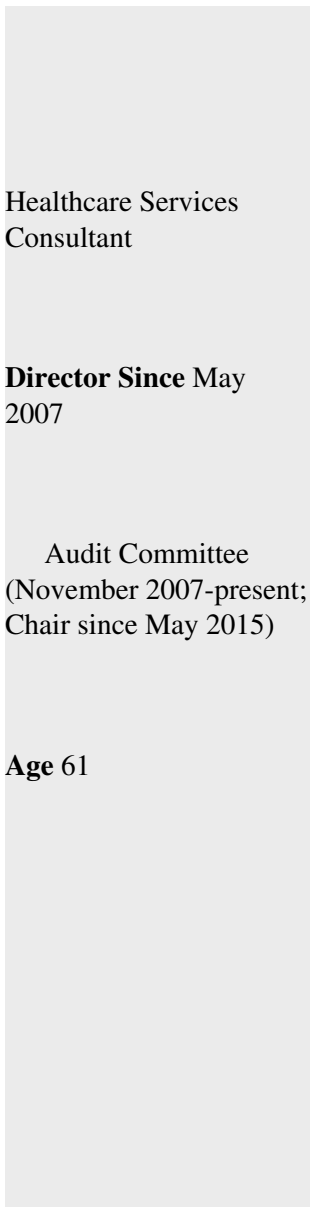 Healthcare Services
Consultant
Director Since May
2007
Audit Committee
(November 2007-present;
Chair since May 2015)
Age 61